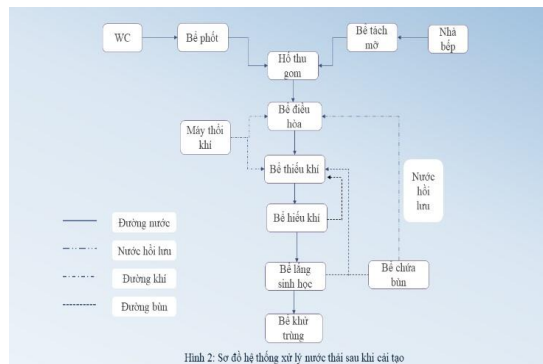 WC
Bể phốt
Bể tách
mỡ
Nhà
bếp
Hố thu
gom
Bể điều
hòa
Máy thổi
khí
Bể thiếu khí
Nước
hồi
lưu
Bể hiếu khí
Đường nước
Nước hồi lưu
Đường khí
Đường bùn
Bể lắng
sinh học
Bể chứa
bùn
Bể khử
trùng
Hình 2: Sơ đồ hệ thống xử lý nước thải sau khi cải tạo